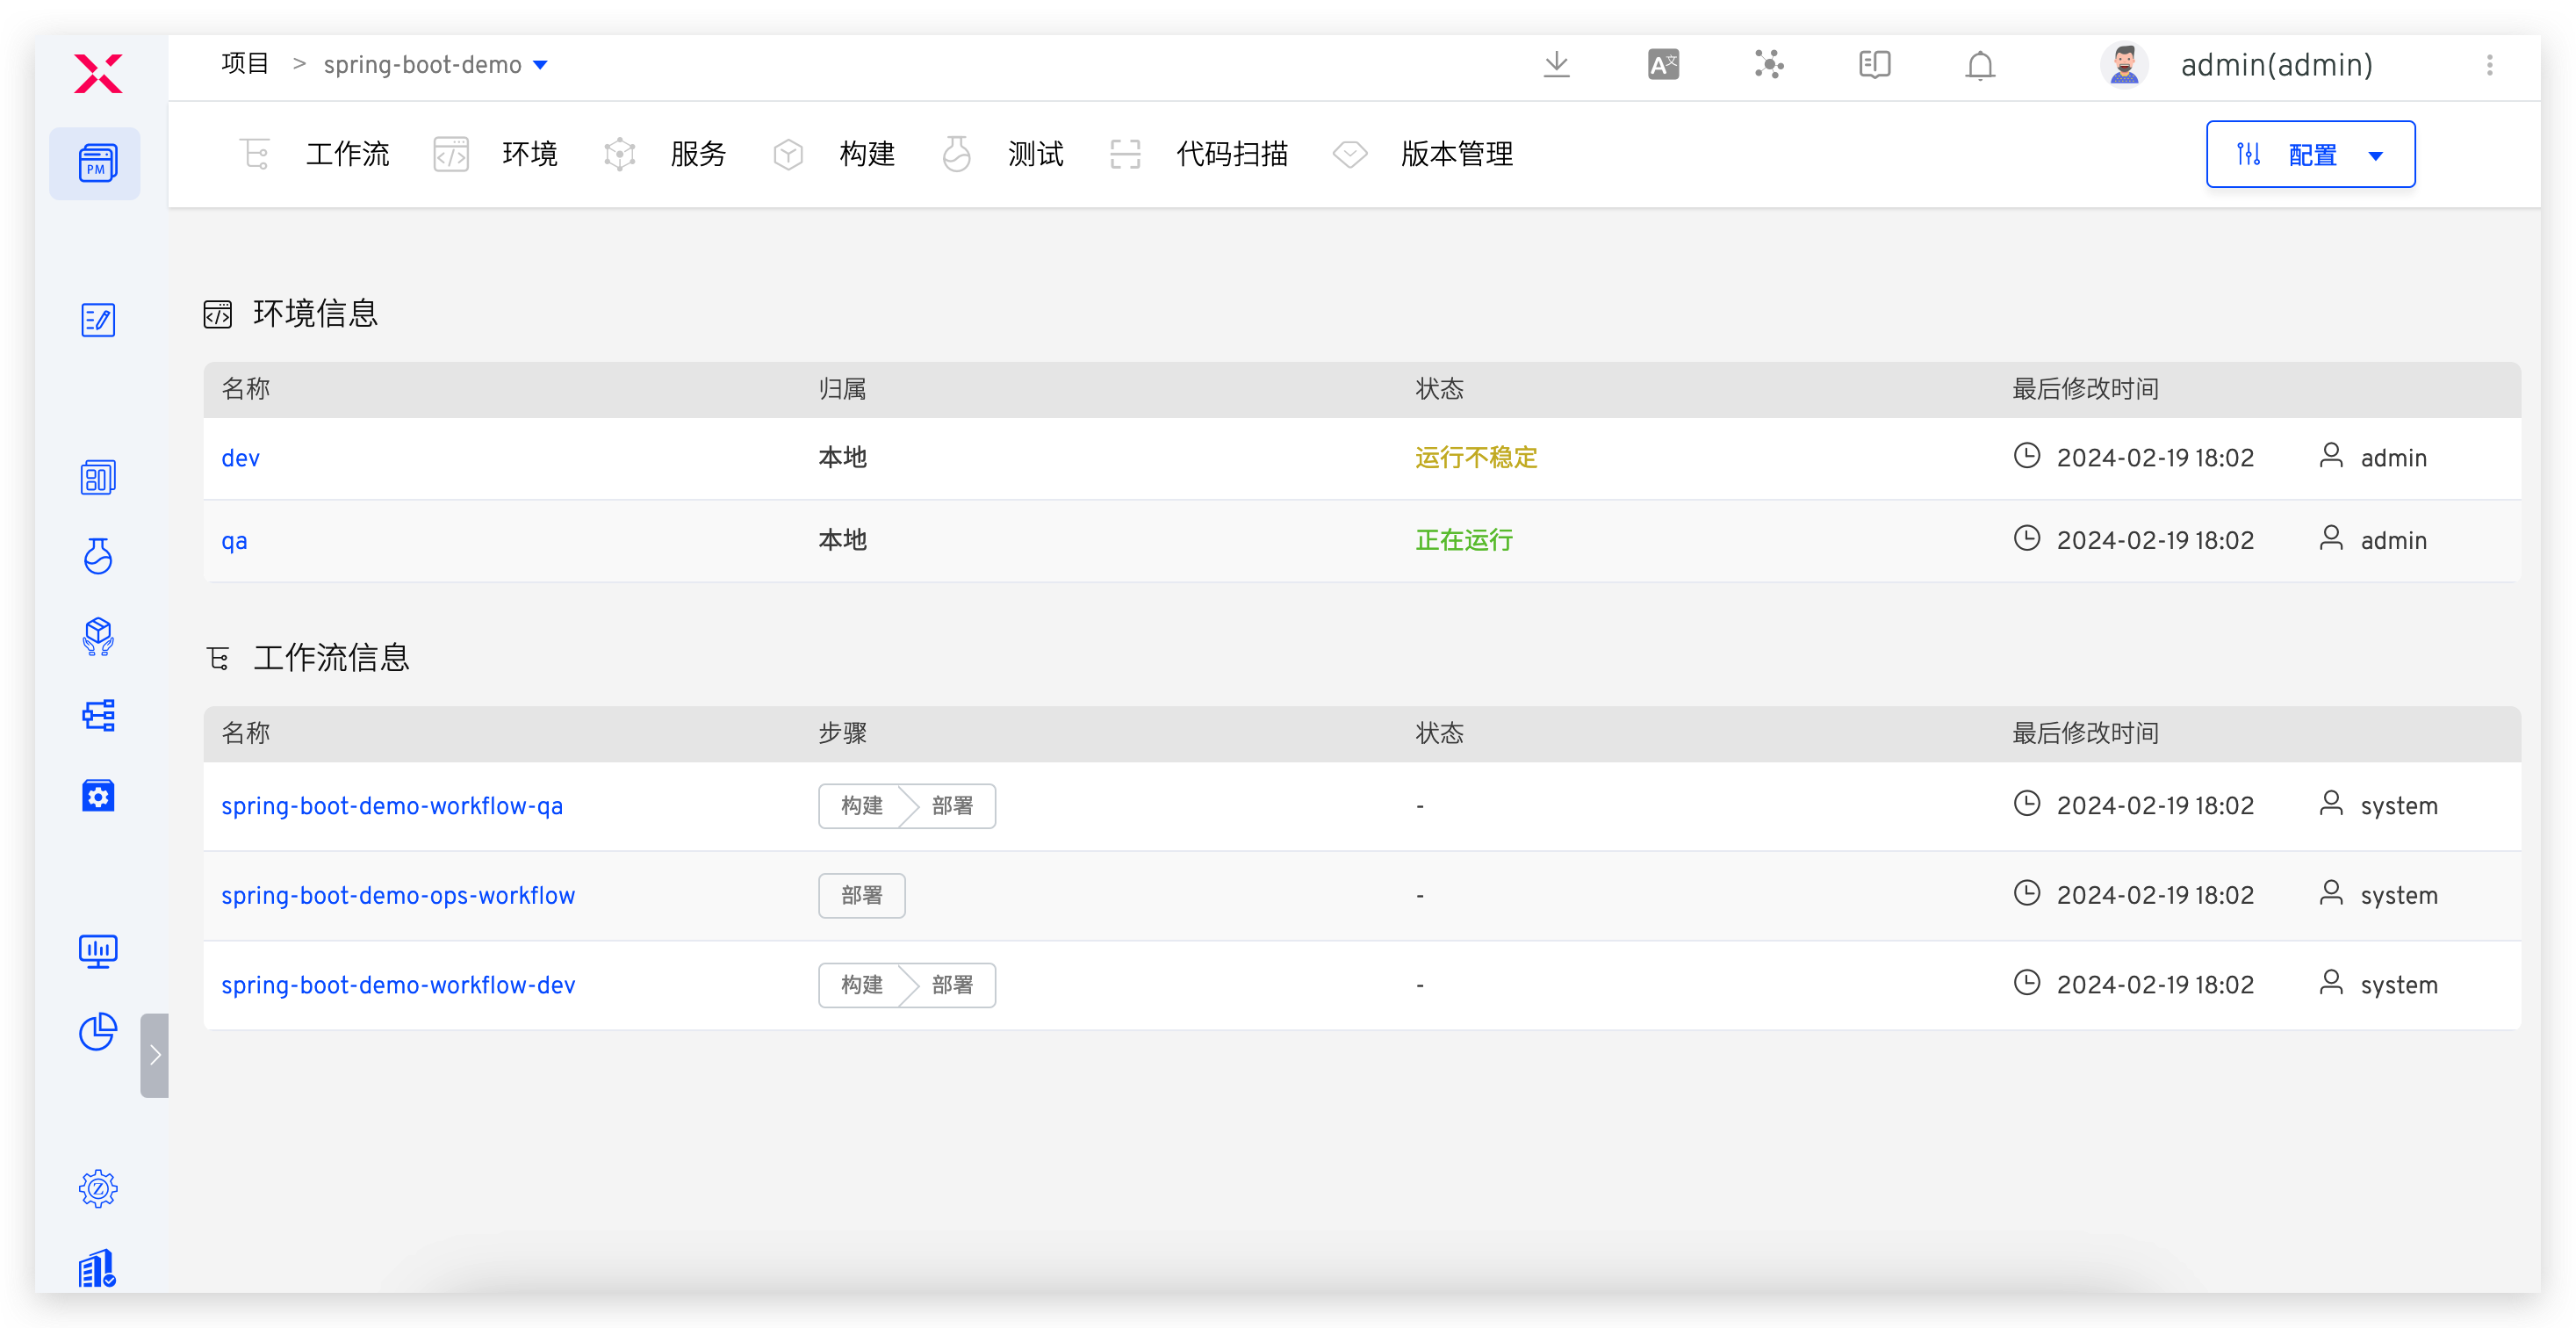 项目 > spring-boot-demo
admin(admin)
工作流 环境 服务 构建 测试 代码扫描 版本管理 配置
PM
环境信息
名称 归属 状态 最后修改时间
dev 本地 运行不稳定 2024-02-19 18:02 admin
qa 本地 正在运行 2024-02-19 18:02 admin
工作流信息
名称 步骤 状态 最后修改时间
spring-boot-demo-workflow-qa 构建 部署 - 2024-02-19 18:02 system
spring-boot-demo-ops-workflow 部署 - 2024-02-19 18:02 system
spring-boot-demo-workflow-dev 构建 部署 - 2024-02-19 18:02 system